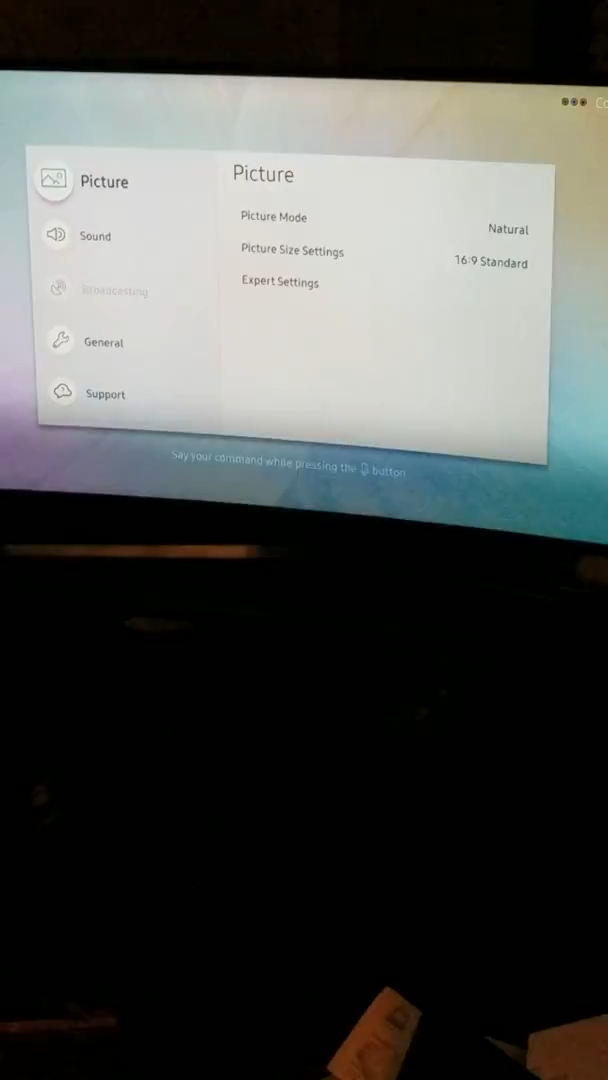 Picture
Sound
Broadcasting
General
Support
Picture
Picture Mode
Natural
Picture Size Settings
16:9 Standard
Expert Settings
Say your command while pressing the button